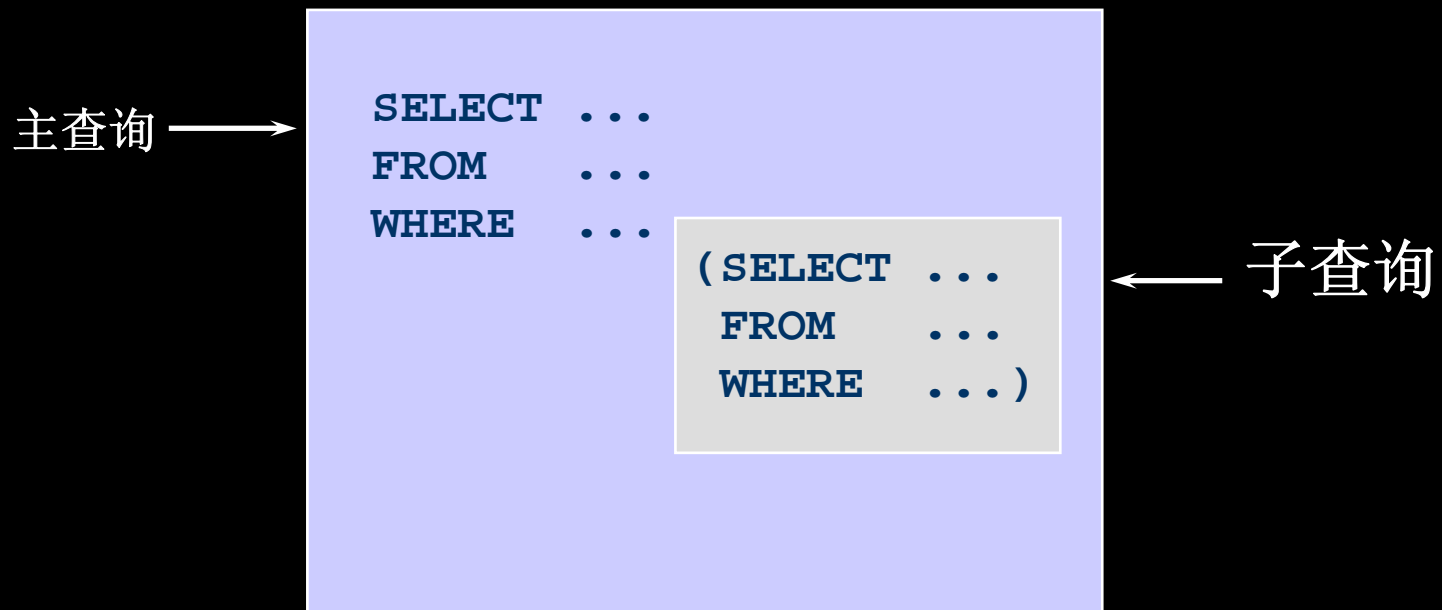 主查询
SELECT ...
FROM ...
WHERE ...
(SELECT ...
FROM ...
WHERE ...)
子查询